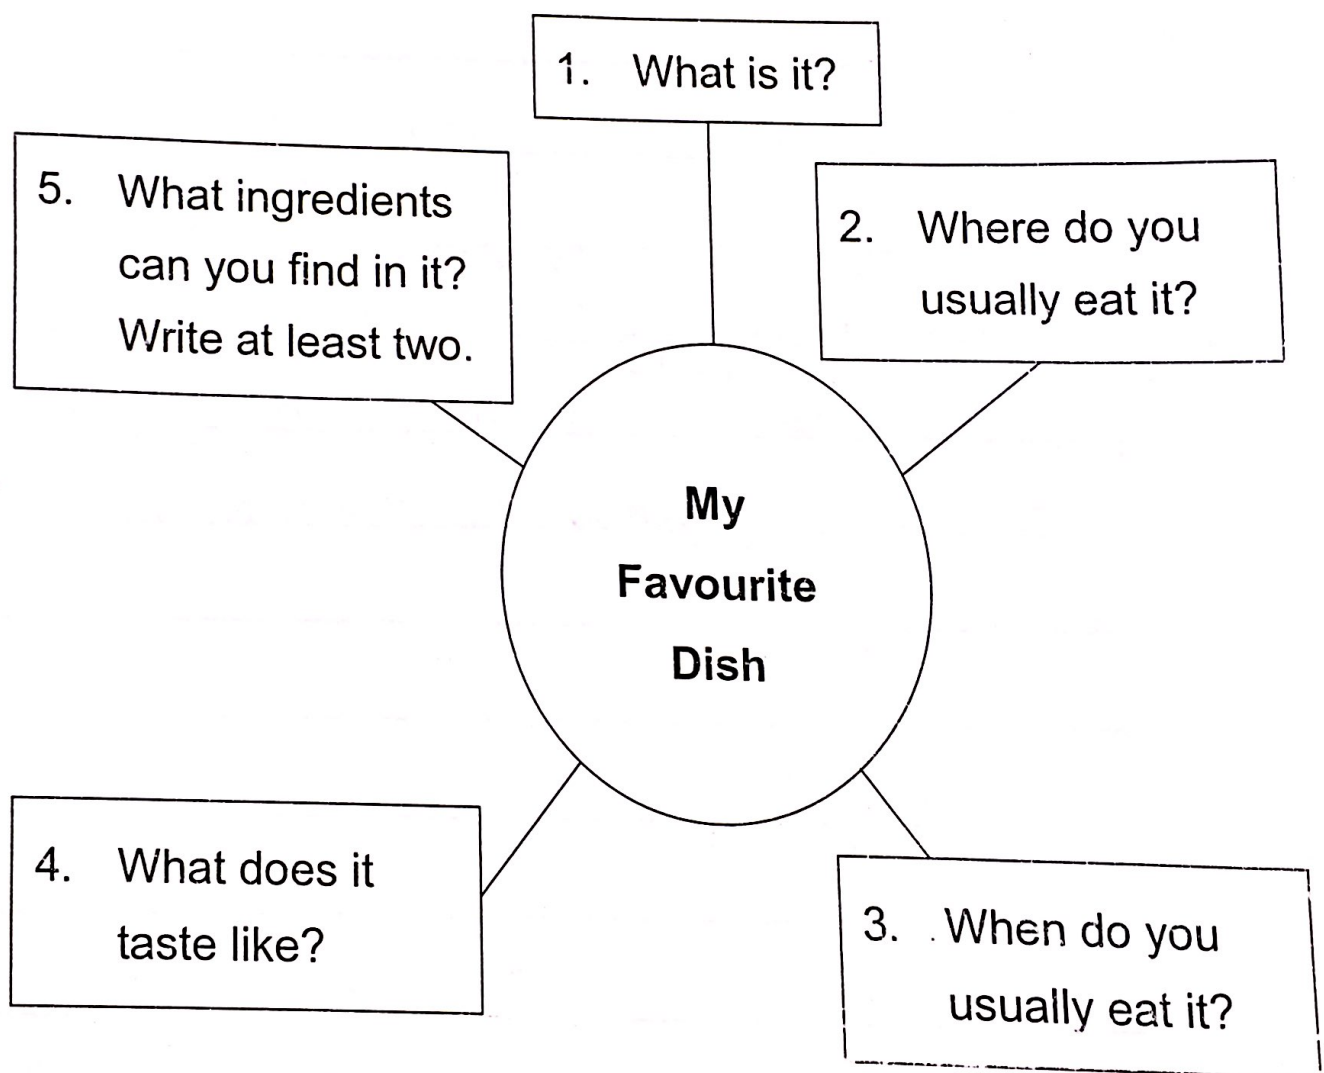 1. What is it?
2. Where do you
usually eat it?
3. When do you
usually eat it?
4. What does it
taste like?
5. What ingredients
can you find in it?
Write at least two.
My
Favourite
Dish